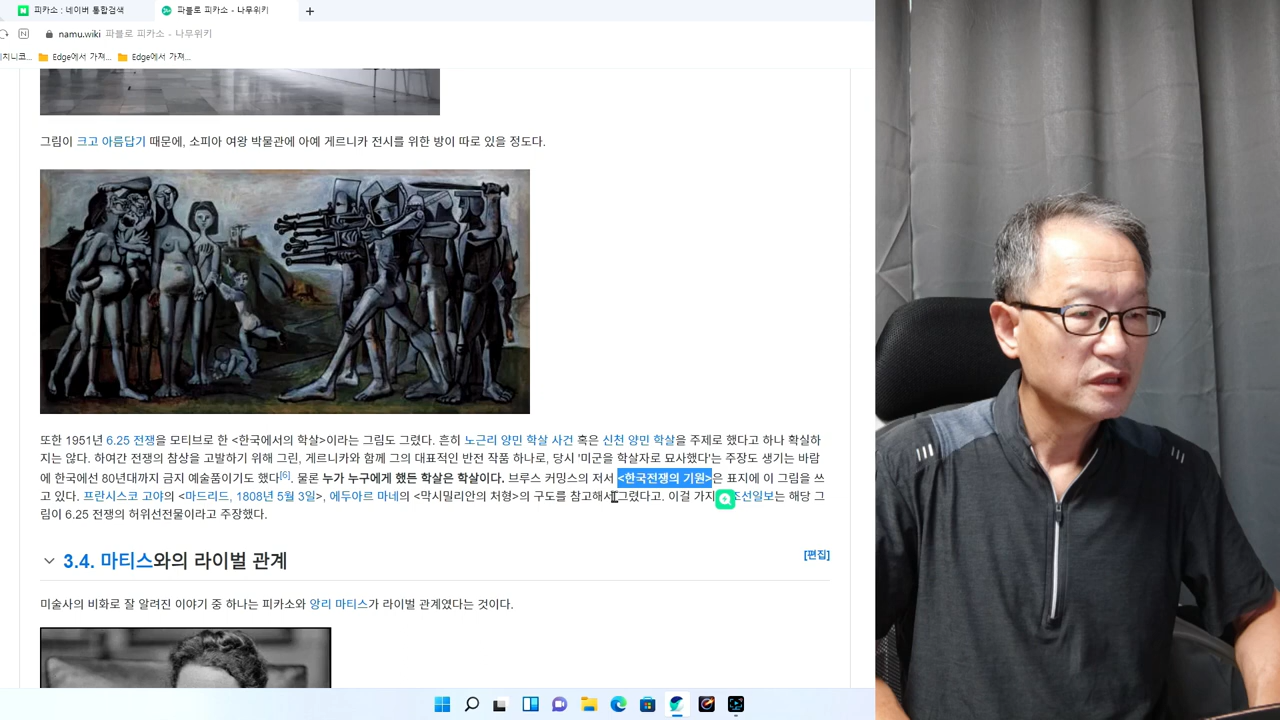 피카소 : 네이버 통합검색
파블로 피카소 - 나무위키
namu.wiki 파블로 피카소 - 나무위키
Edge에서 가져...
Edge에서 가져...
그림이 크고 아름답기 때문에, 소피아 여왕 박물관에 아예 게르니카 전시를 위한 방이 따로 있을 정도다.
또한 1951년 6.25 전쟁을 모티브로 한 <한국에서의 학살>이라는 그림도 그렸다. 흔히 노근리 양민 학살 사건 혹은 신천 양민 학살을 주제로 했다고 하나 확실하
지는 않다. 하여간 전쟁의 참상을 고발하기 위해 그린, 게르니카와 함께 그의 대표적인 반전 작품 하나로, 당시 '미군을 학살자로 묘사했다'는 주장도 생기는 바람
에 한국에선 80년대까지 금지 예술품이기도 했다[6]. 물론 누가 누구에게 했든 학살은 학살이다. 브루스 커밍스의 저서 <한국전쟁의 기원>은 표지에 이 그림을 쓰
고 있다. 프란시스코 고야의 <마드리드, 1808년 5월 3일>, 에두아르 마네의 <막시밀리안의 처형>의 구도를 참고해서 그렸다고. 이걸 가지 조선일보는 해당 그
림이 6.25 전쟁의 허위선전물이라고 주장했다.
3.4. 마티스와의 라이벌 관계
[편집]
미술사의 비화로 잘 알려진 이야기 중 하나는 피카소와 앙리 마티스가 라이벌 관계였다는 것이다.